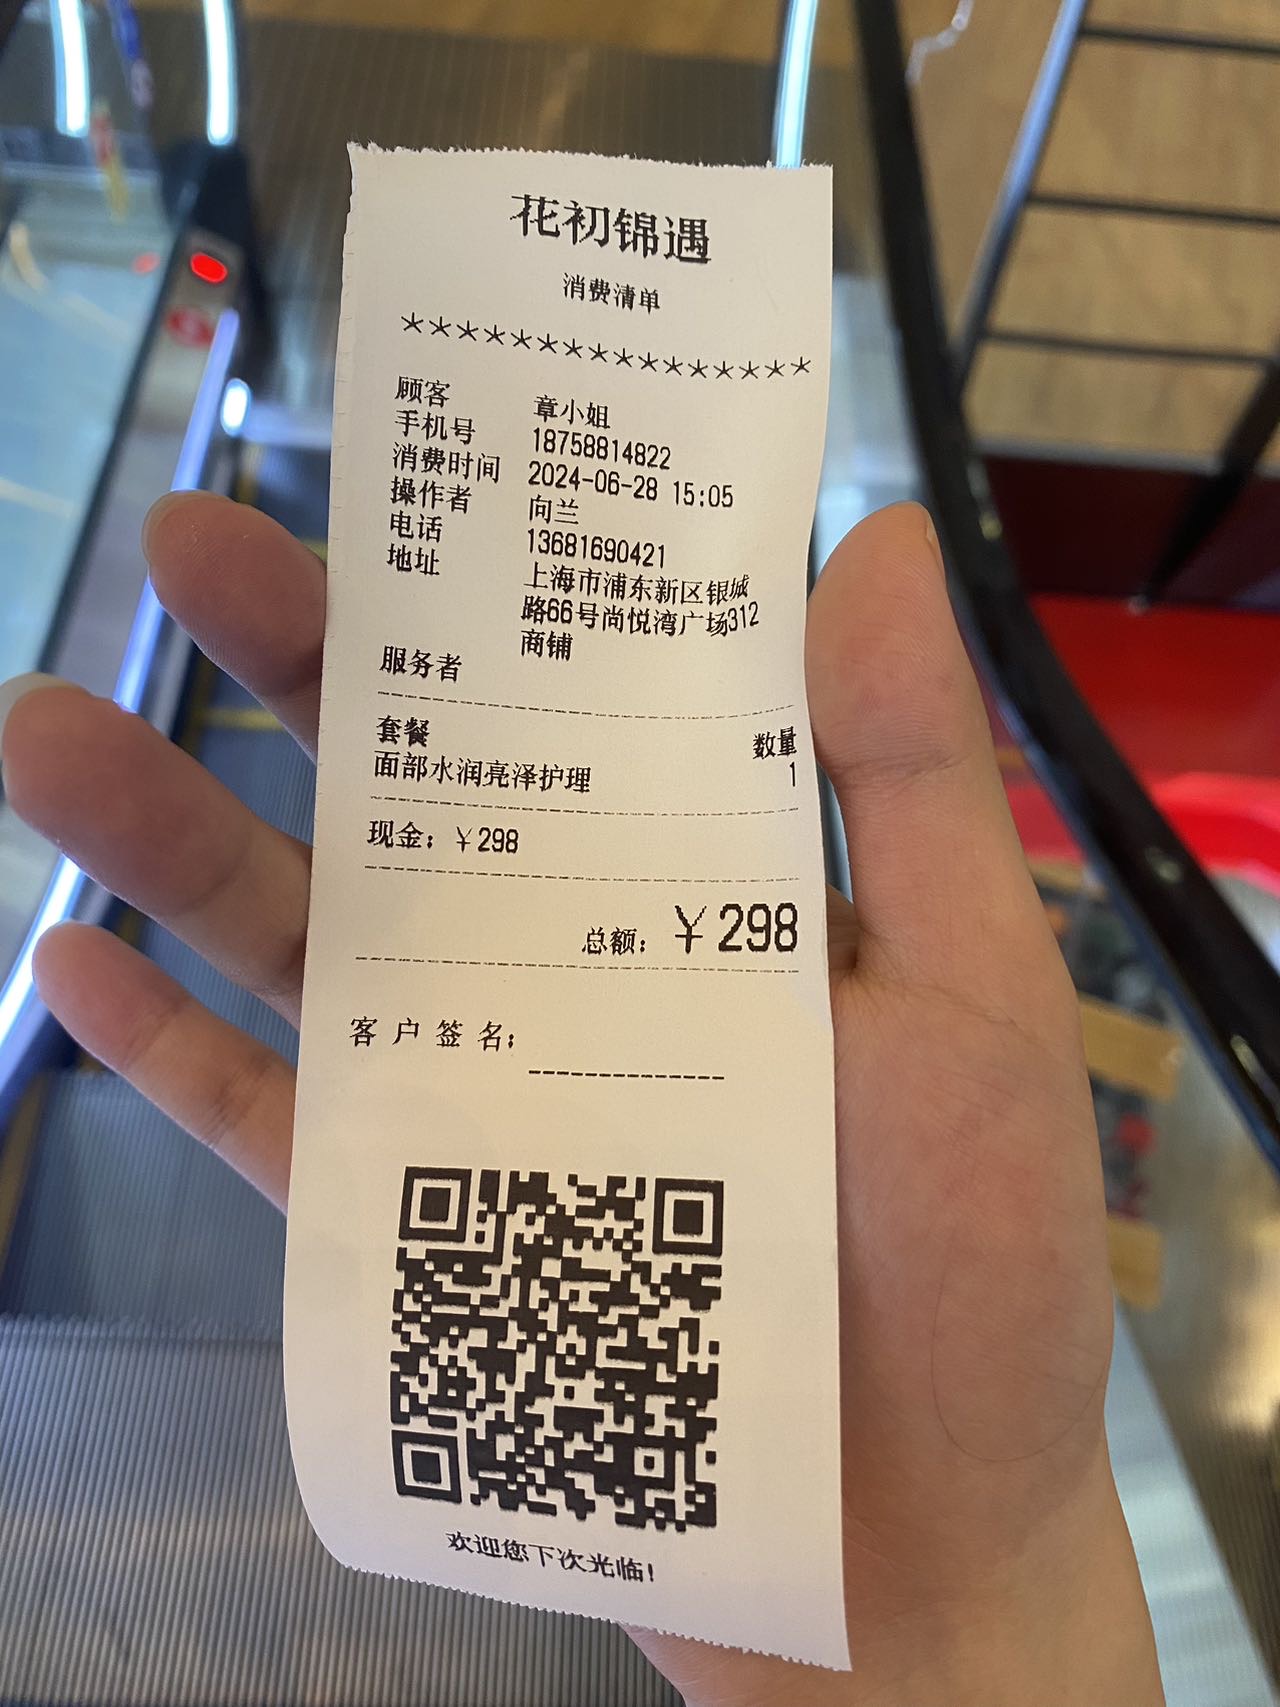 花初锦遇
消费清单
****************
顾客 章小姐
手机号 18758814822
消费时间 2024-06-28 15:05
操作者 向兰
电话 13681690421
地址 上海市浦东新区银城
路66号尚悦湾广场312
商铺
服务者
套餐 数量
面部水润亮泽护理 1
现金：￥298
总额：￥298
客户签名：
欢迎您下次光临！